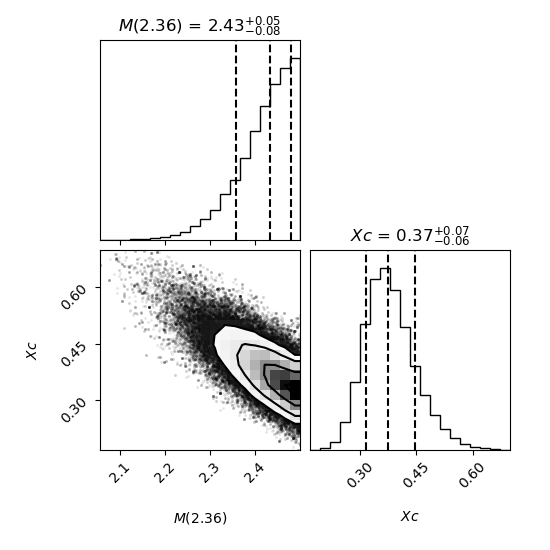 M(2.36) = 2.43+0.05 −0.08
Xc = 0.37+0.07 −0.06
0.60
0.45
0.30
Xc
2.1 2.2 2.3 2.4
0.30 0.45 0.60
M(2.36)
Xc